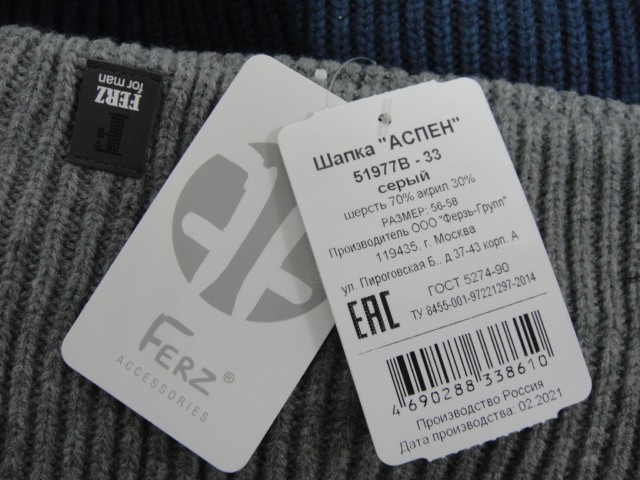 FERZ
for man
FERZ®
ACCESSORIES
Шапка "АСПЕН"
51977В - 33
серый
шерсть 70% акрил 30%
РАЗМЕР: 56-58
Производитель ООО "Ферзь-Групп"
119435, г. Москва
ул. Пироговская Б., д 37-43 корп. А
ГОСТ 5274-90
ТУ 8455-001-97221297-2014
EAC
4 690288 338610
Производство Россия
Дата производства: 02.2021